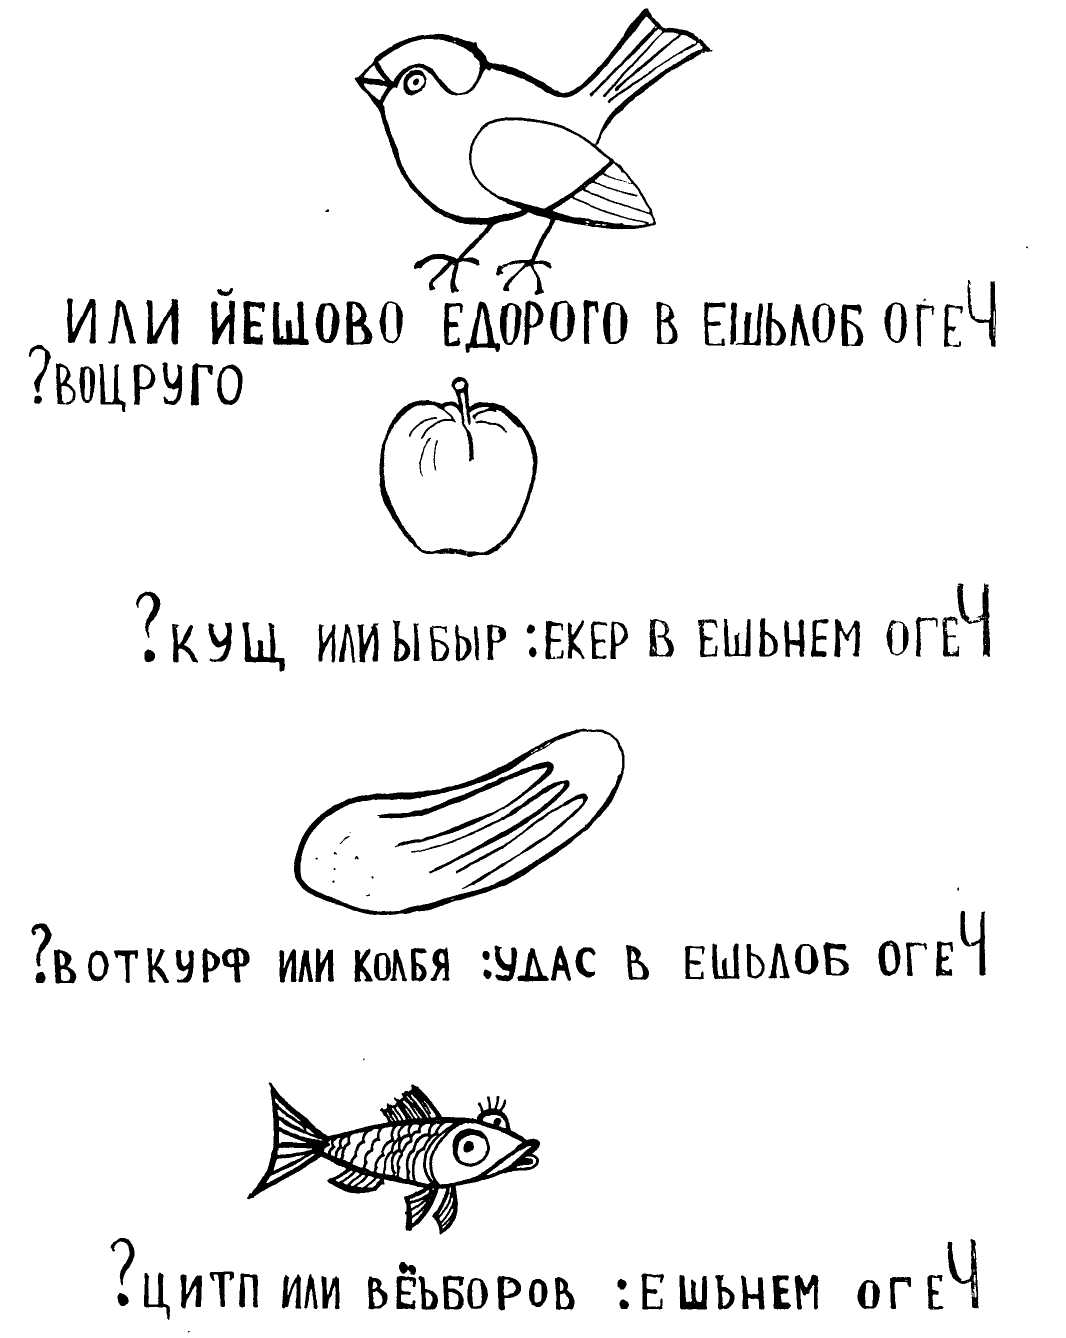 ИЛИ ЙЕШОВО ЕДОРОГО В ЕШЬЛОБ ОГЕЧ
?ВОЦРУГО
?КУЩ ИЛИ ЫБЫР :ЕКЕР В ЕШЬНЕМ ОГЕЧ
?ВОТКУРФ ИЛИ КОЛБЯ :УДАС В ЕШЬЛОБ ОГЕЧ
?ЦИТП ИЛИ ВЁЬБОРОВ :ЕШЬНЕМ ОГЕЧ